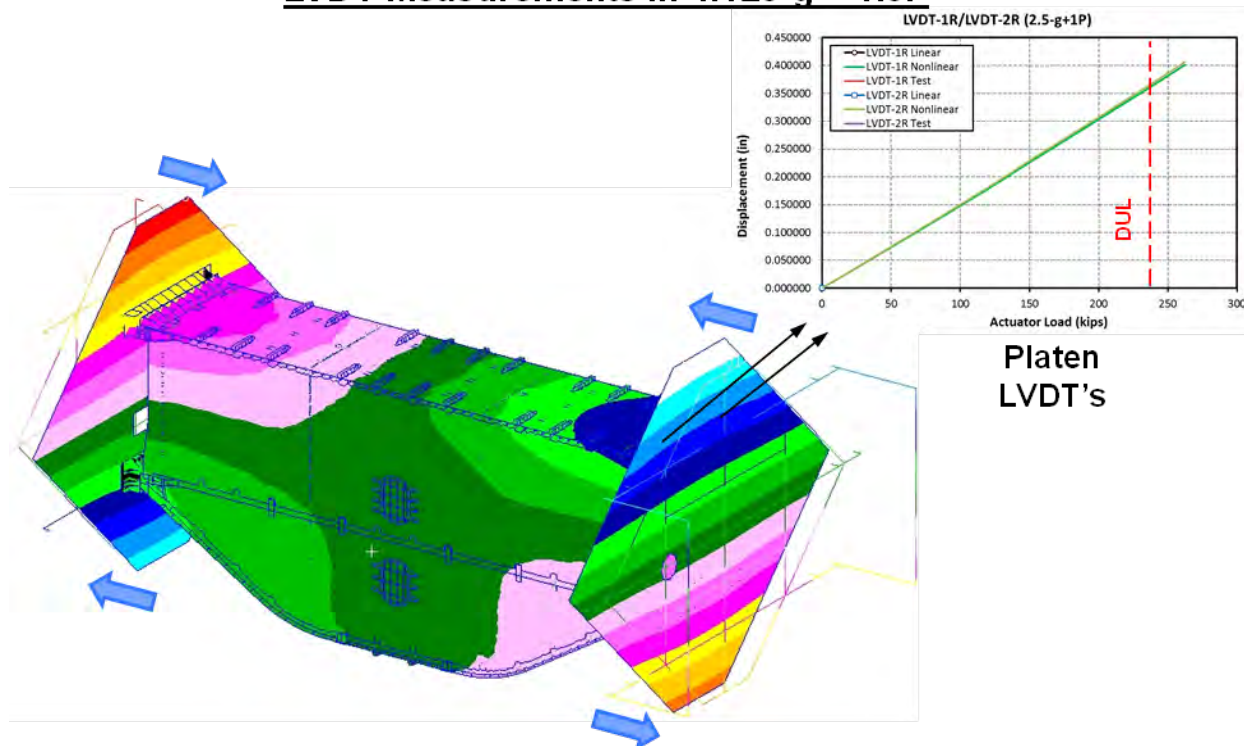 LVDT-1R/LVDT-2R (2.5-g+1P)
0.450000
0.400000
0.350000
0.300000
0.250000
0.200000
0.150000
0.100000
0.050000
0.000000
Displacement (in)
LVDT-1R Linear
LVDT-1R Nonlinear
LVDT-1R Test
LVDT-2R Linear
LVDT-2R Nonlinear
LVDT-2R Test
DUL
0 50 100 150 200 250 300
Actuator Load (kips)
Platen
LVDT's